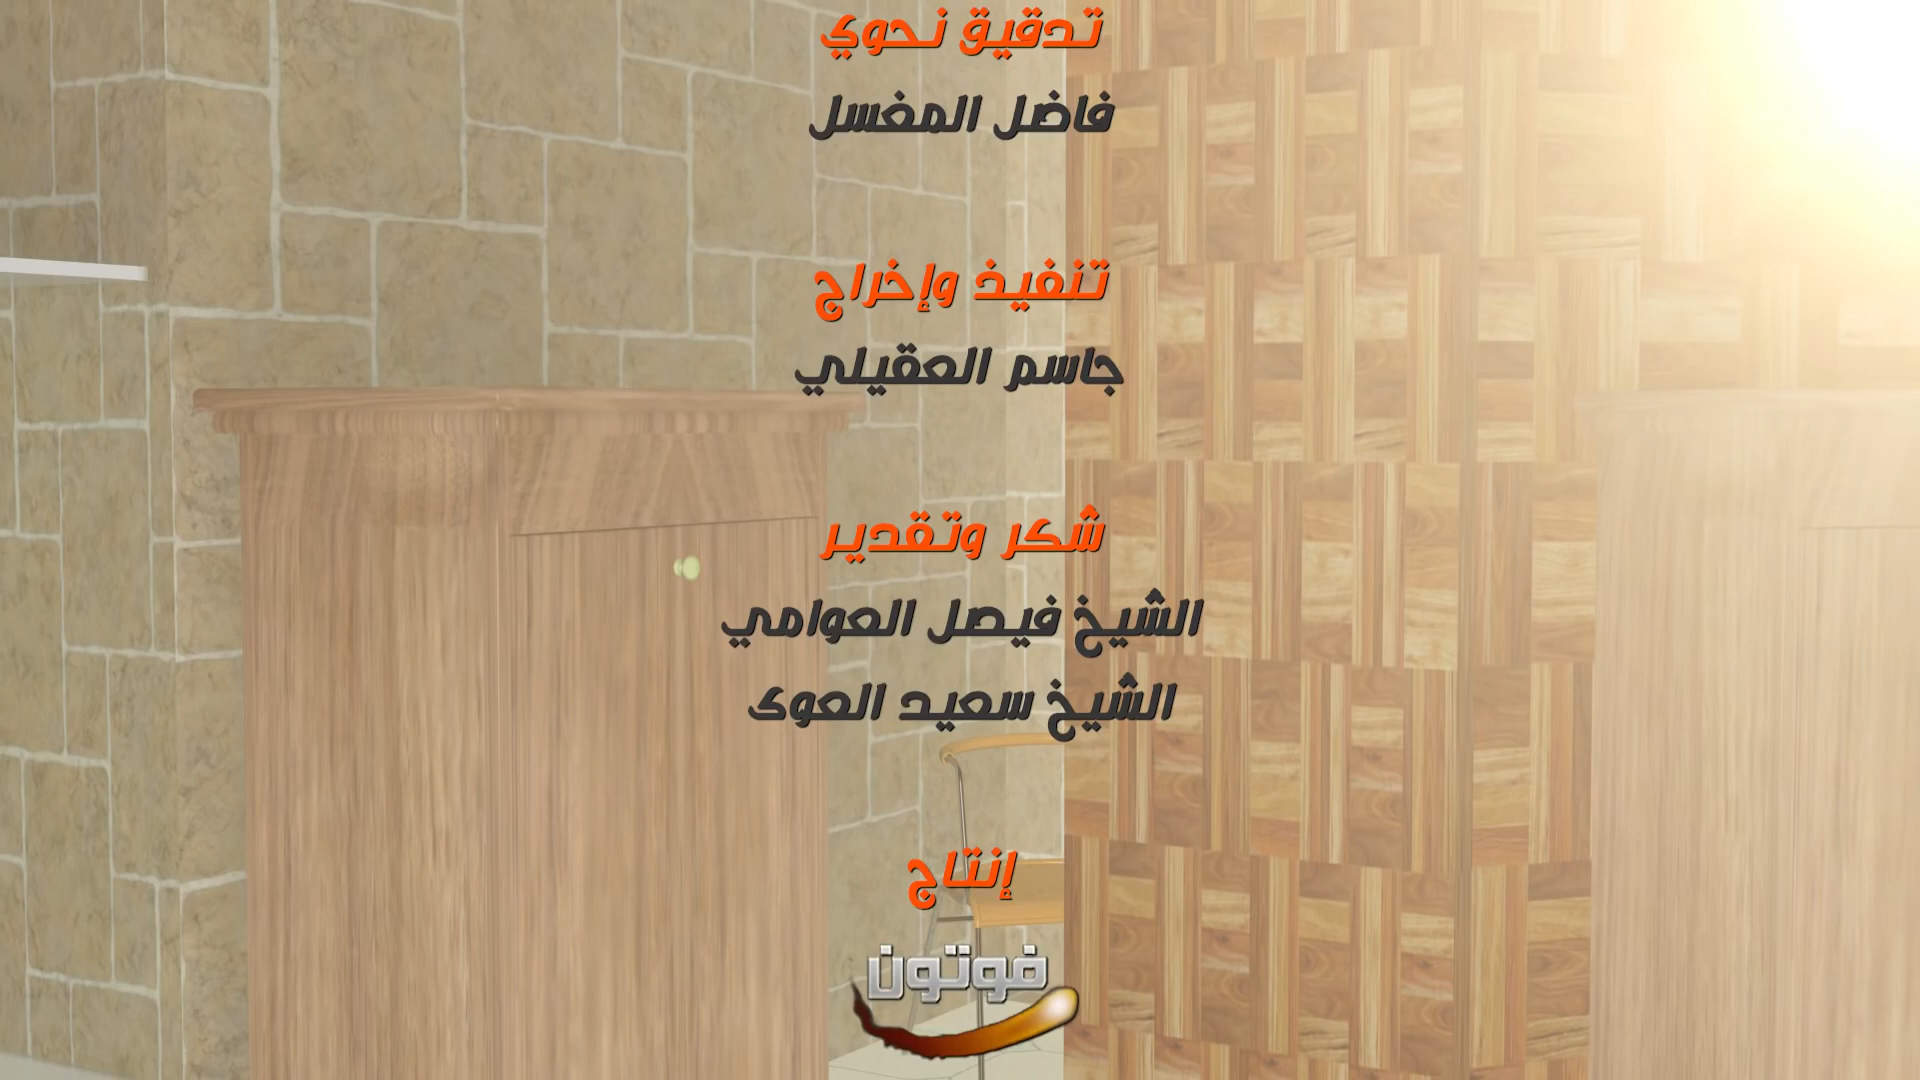 تدقيق نحوي
فاضل المغسل
تنفيذ وإخراج
جاسم العقيلي
شكر وتقدير
الشيخ فيصل العوامي
الشيخ سعيد العوى
إنتاج
فوتون